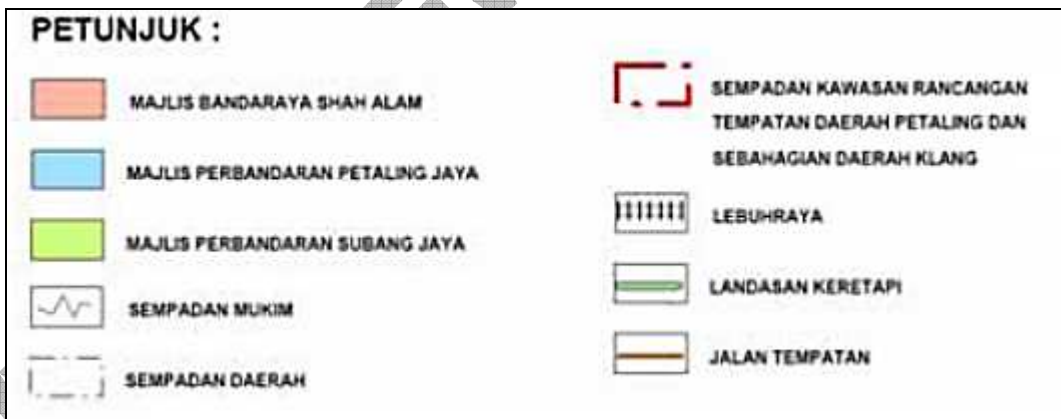 PETUNJUK :
MAJLIS BANDARAYA SHAH ALAM
MAJLIS PERBANDARAN PETALING JAYA
MAJLIS PERBANDARAN SUBANG JAYA
SEMPADAN MUKIM
SEMPADAN DAERAH
SEMPADAN KAWASAN RANCANGAN
TEMPATAN DAERAH PETALING DAN
SEBAHAGIAN DAERAH KLANG
LEBUHRAYA
LANDASAN KERETAPI
JALAN TEMPATAN